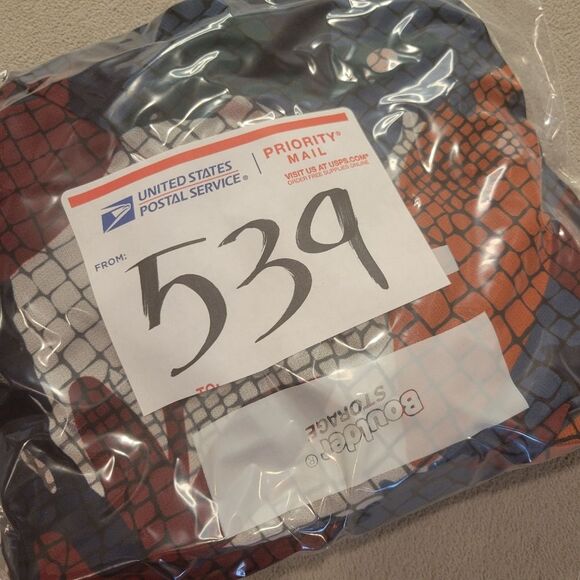 UNITED STATES
POSTAL SERVICE®
PRIORITY®
MAIL
VISIT US AT USPS.COM®
ORDER FREE SUPPLIES ONLINE
FROM:
539
TO:
Boulder®
STORAGE